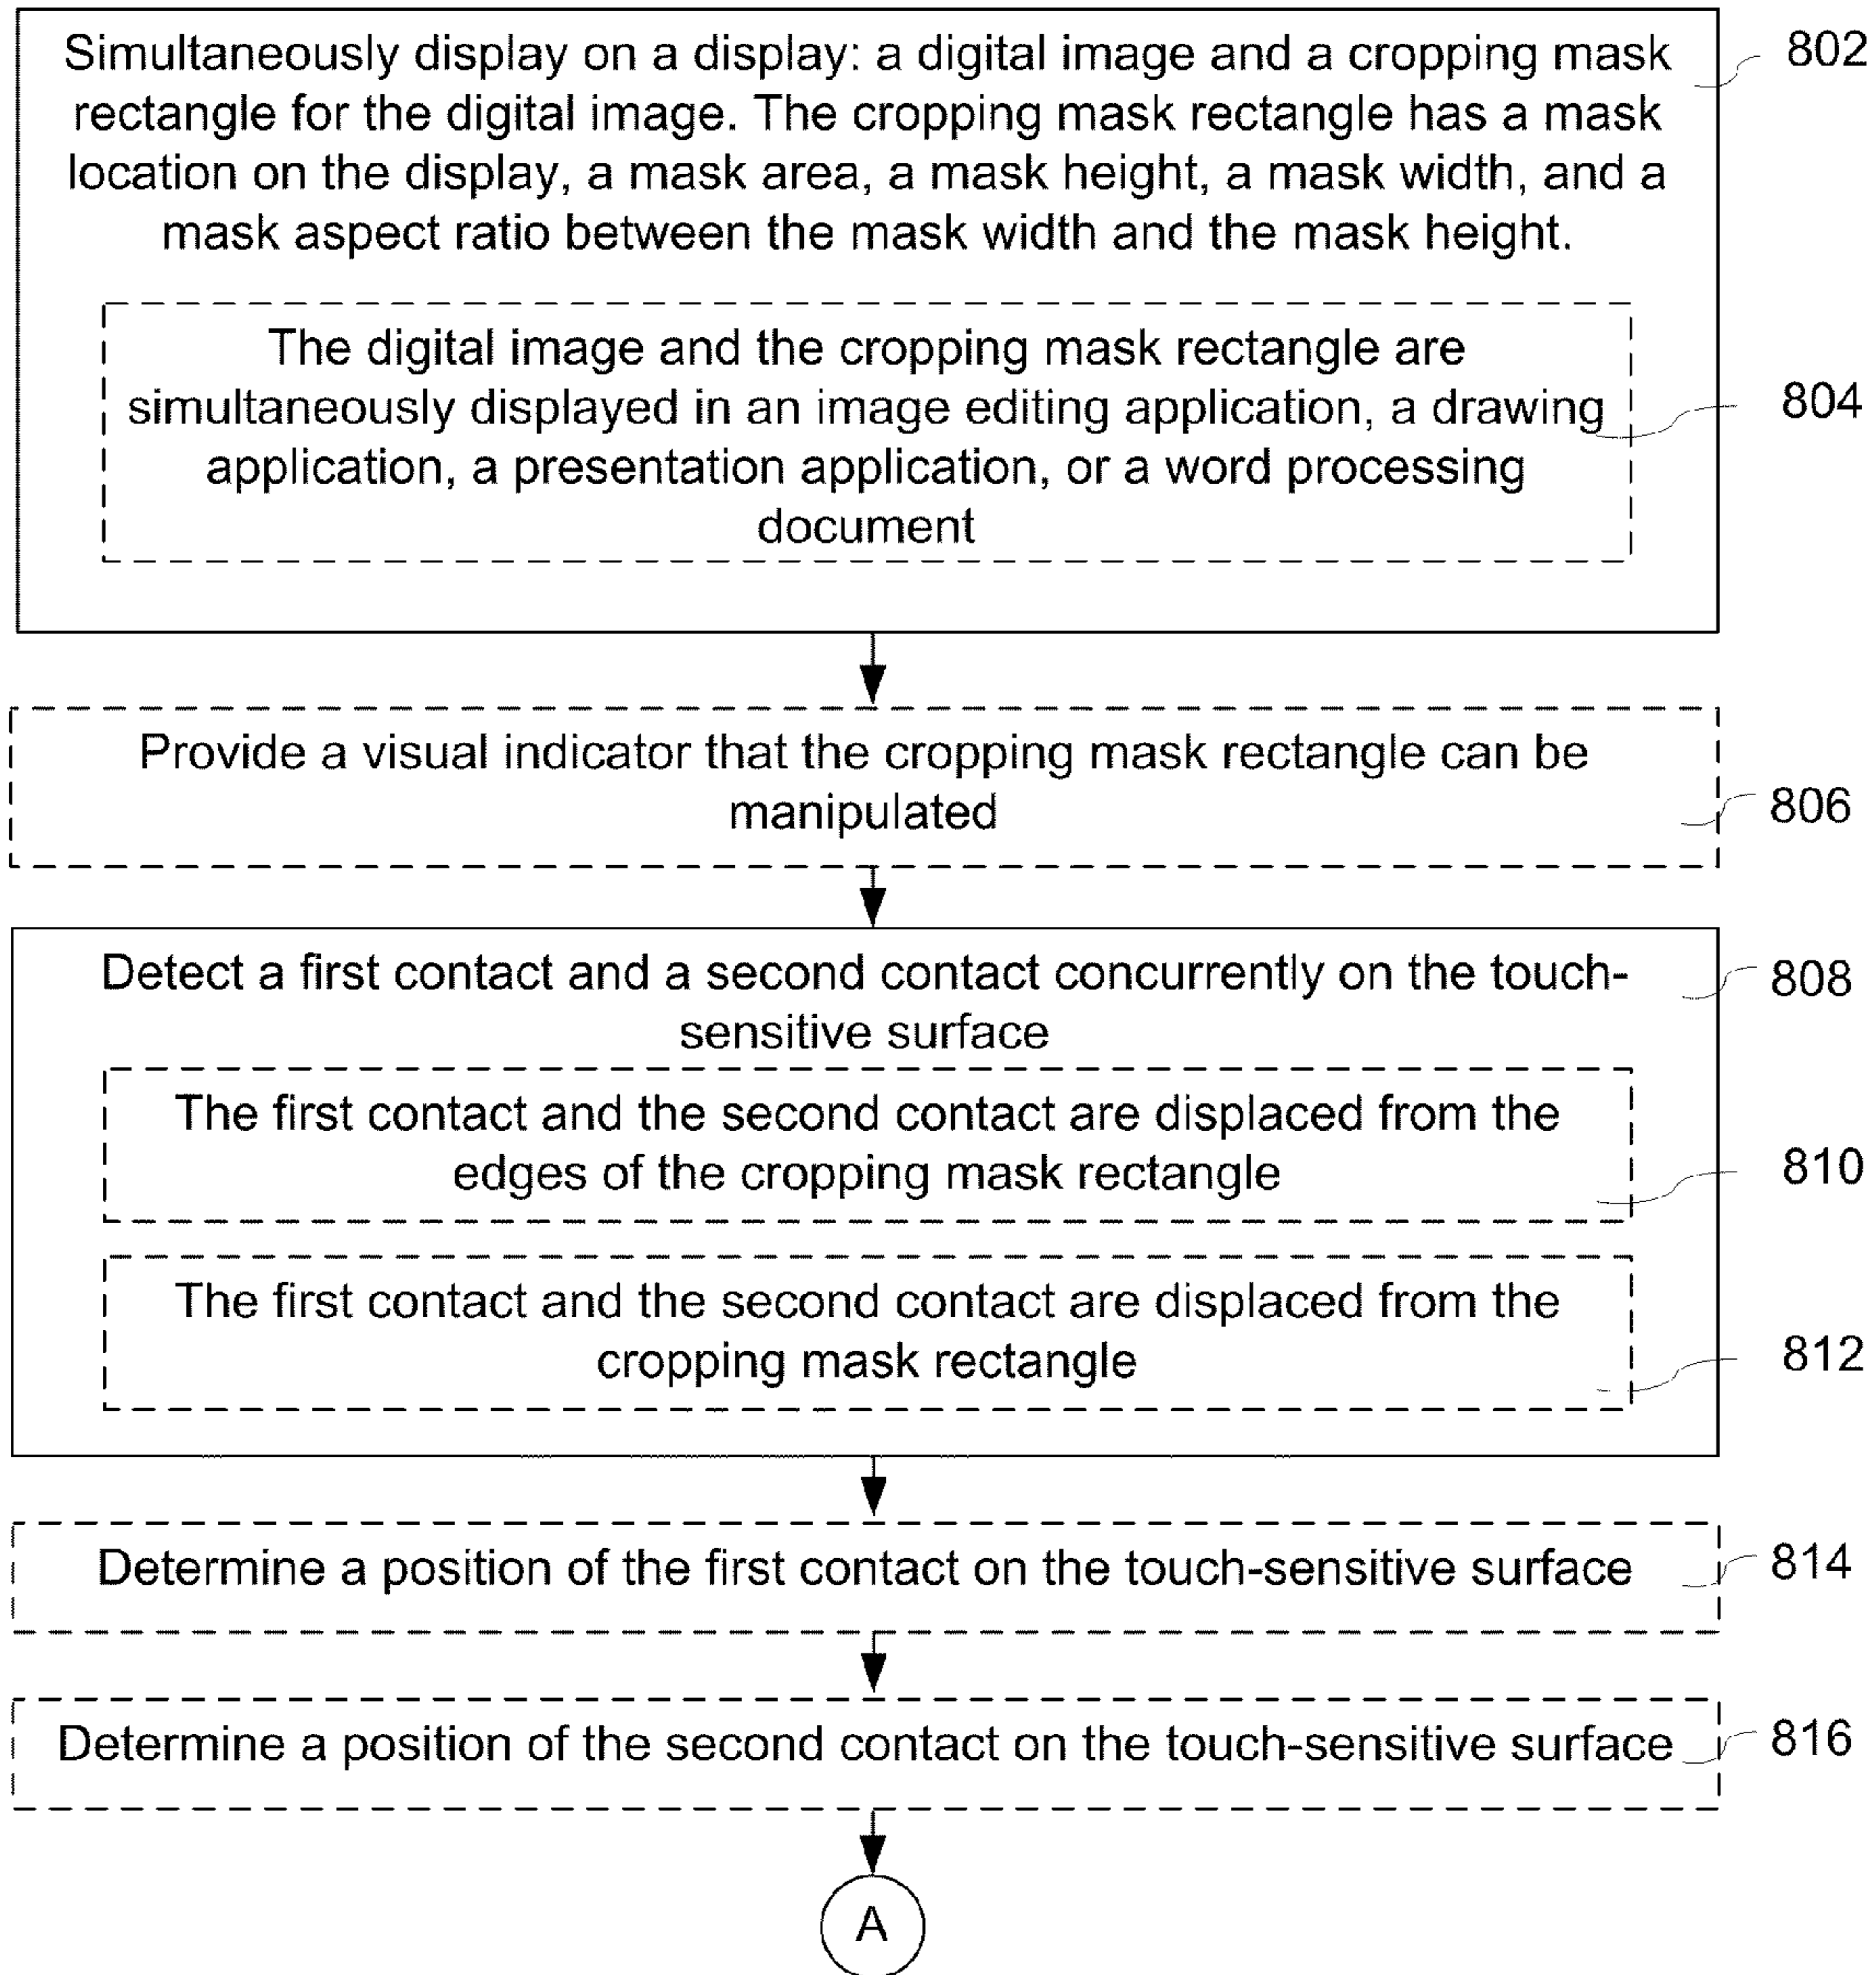 Simultaneously display on a display: a digital image and a cropping mask
802
rectangle for the digital image. The cropping mask rectangle has a mask
location on the display, a mask area, a mask height, a mask width, and a
mask aspect ratio between the mask width and the mask height.
The digital image and the cropping mask rectangle are
simultaneously displayed in an image editing application, a drawing
804
application, a presentation application, or a word processing
document
Provide a visual indicator that the cropping mask rectangle can be
manipulated
806
Detect a first contact and a second contact concurrently on the touch-
808
sensitive surface
The first contact and the second contact are displaced from the
edges of the cropping mask rectangle
810
The first contact and the second contact are displaced from the
cropping mask rectangle
812
Determine a position of the first contact on the touch-sensitive surface
814
Determine a position of the second contact on the touch-sensitive surface
816
A